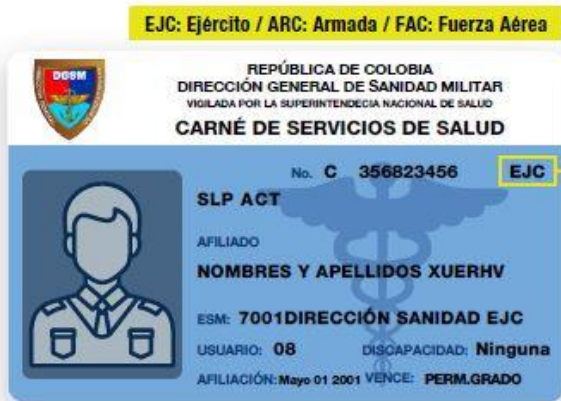 EJC: Ejército / ARC: Armada / FAC: Fuerza Aérea
DGSM
REPÚBLICA DE COLOBIA
DIRECCIÓN GENERAL DE SANIDAD MILITAR
VIGILADA POR LA SUPERINTENDECIA NACIONAL DE SALUD
CARNÉ DE SERVICIOS DE SALUD
No. C 356823456 EJC
SLP ACT
AFILIADO
NOMBRES Y APELLIDOS XUERHV
ESM: 7001DIRECCIÓN SANIDAD EJC
USUARIO: 08 DISCAPACIDAD: Ninguna
AFILIACIÓN: Mayo 01 2001 VENCE: PERM.GRADO